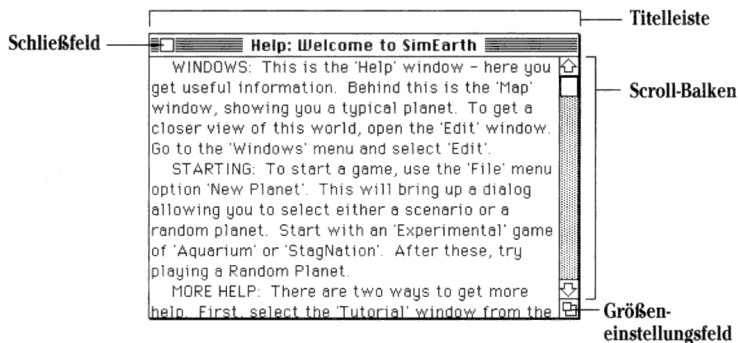 Titelleiste
Schließfeld
Help: Welcome to SimEarth
WINDOWS: This is the 'Help' window - here you
get useful information. Behind this is the 'Map'
window, showing you a typical planet. To get a
closer view of this world, open the 'Edit' window.
Go to the 'Windows' menu and select 'Edit'.
STARTING: To start a game, use the 'File' menu
option 'New Planet'. This will bring up a dialog
allowing you to select either a scenario or a
random planet. Start with an 'Experimental' game
of 'Aquarium' or 'StagNation'. After these, try
playing a Random Planet.
MORE HELP: There are two ways to get more
help. First, select the 'Tutorial' window from the
Scroll-Balken
Größen-
einstellungsfeld